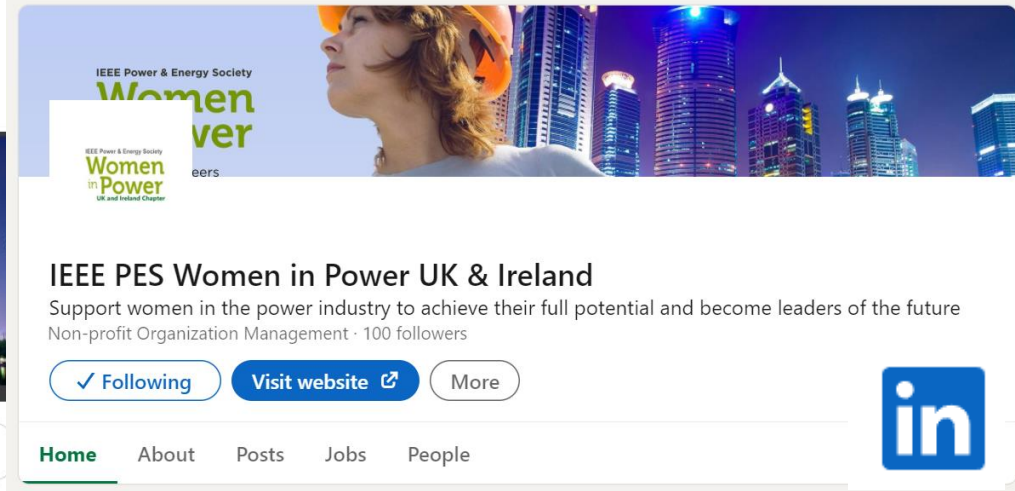 IEEE Power & Energy Society
Women
wer
eers
IEEE Power & Energy Society
Women
in Power
UK and Ireland Chapter
IEEE PES Women in Power UK & Ireland
Support women in the power industry to achieve their full potential and become leaders of the future
Non-profit Organization Management · 100 followers
✓ Following
Visit website
More
Home
About
Posts
Jobs
People
in